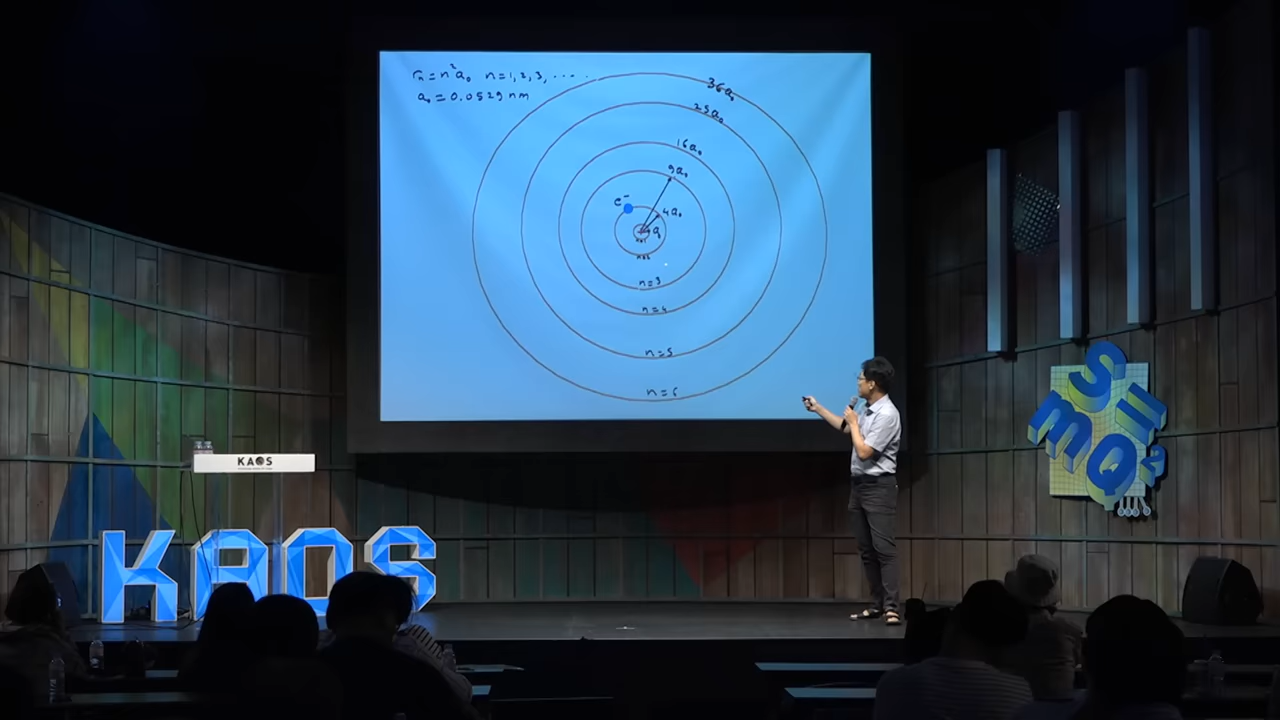 rₙ = n²a₀ n=1,2,3,.....
a₀ = 0.0529 nm
36a₀
25a₀
16a₀
9a₀
e⁻
4a₀
a₀
n=3
n=4
n=5
n=6
KAOS
KAOS